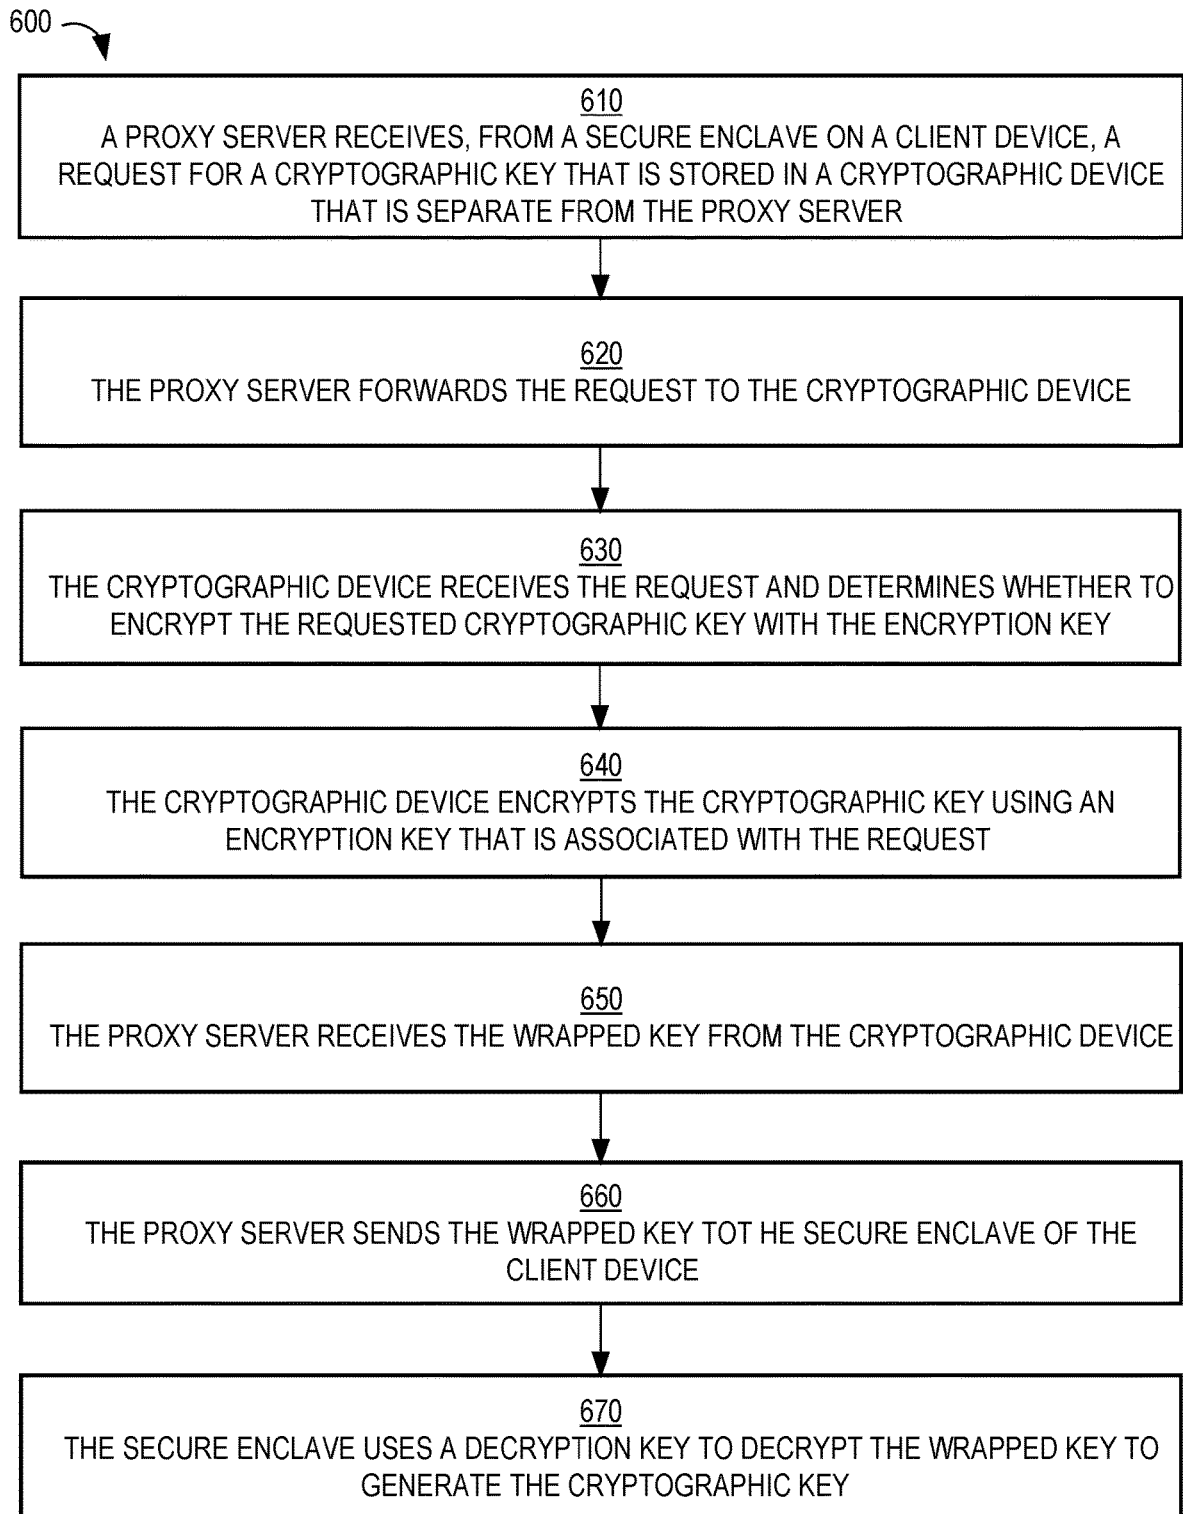 600
610
A PROXY SERVER RECEIVES, FROM A SECURE ENCLAVE ON A CLIENT DEVICE, A
REQUEST FOR A CRYPTOGRAPHIC KEY THAT IS STORED IN A CRYPTOGRAPHIC DEVICE
THAT IS SEPARATE FROM THE PROXY SERVER
620
THE PROXY SERVER FORWARDS THE REQUEST TO THE CRYPTOGRAPHIC DEVICE
630
THE CRYPTOGRAPHIC DEVICE RECEIVES THE REQUEST AND DETERMINES WHETHER TO
ENCRYPT THE REQUESTED CRYPTOGRAPHIC KEY WITH THE ENCRYPTION KEY
640
THE CRYPTOGRAPHIC DEVICE ENCRYPTS THE CRYPTOGRAPHIC KEY USING AN
ENCRYPTION KEY THAT IS ASSOCIATED WITH THE REQUEST
650
THE PROXY SERVER RECEIVES THE WRAPPED KEY FROM THE CRYPTOGRAPHIC DEVICE
660
THE PROXY SERVER SENDS THE WRAPPED KEY TOT HE SECURE ENCLAVE OF THE
CLIENT DEVICE
670
THE SECURE ENCLAVE USES A DECRYPTION KEY TO DECRYPT THE WRAPPED KEY TO
GENERATE THE CRYPTOGRAPHIC KEY